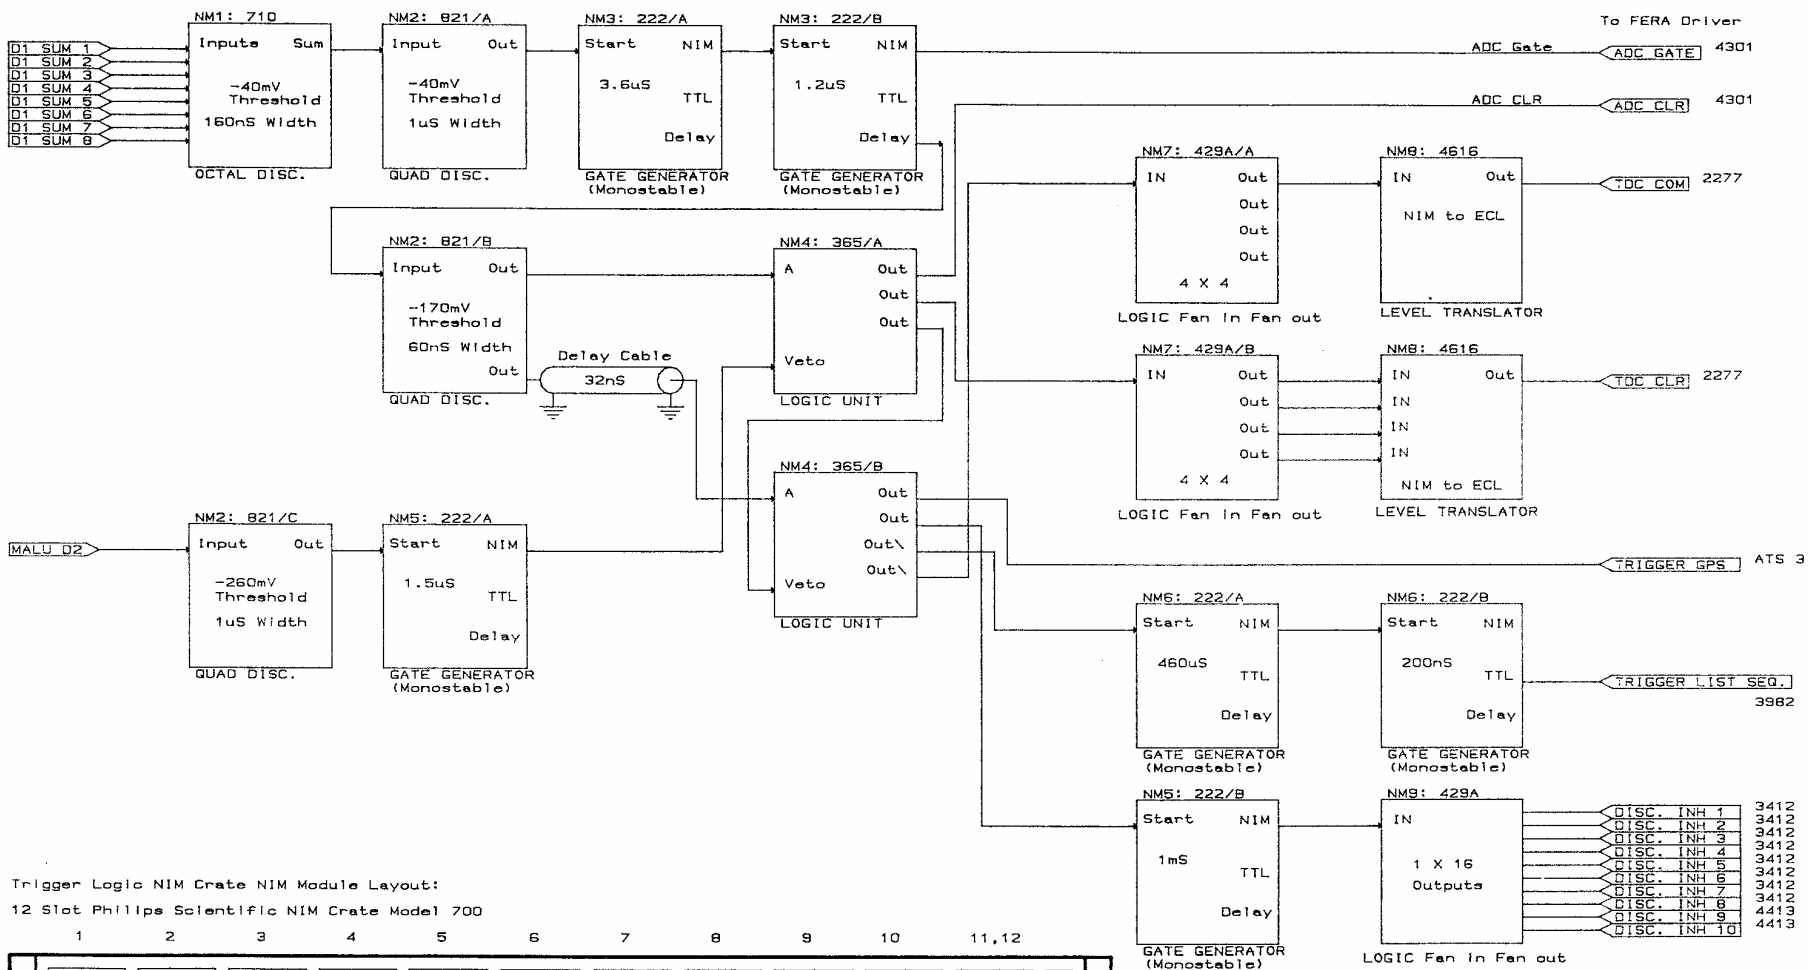 NM1: 710
Inputs Sum
-40mV
Threshold
160nS Width
OCTAL DISC.
D1 SUM 1
D1 SUM 2
D1 SUM 3
D1 SUM 4
D1 SUM 5
D1 SUM 6
D1 SUM 7
D1 SUM 8
NM2: 821/A
Input Out
-40mV
Threshold
1uS Width
QUAD DISC.
NM3: 222/A
Start NIM
3.6uS
TTL
Delay
GATE GENERATOR
(Monostable)
NM3: 222/B
Start NIM
1.2uS
TTL
Delay
GATE GENERATOR
(Monostable)
To FERA Driver
ADC Gate
ADC GATE 4301
ADC CLR
ADC CLR 4301
NM2: 821/B
Input Out
-170mV
Threshold
60nS Width
Out
QUAD DISC.
Delay Cable
32nS
NM4: 365/A
A Out
Out
Out
Veto
LOGIC UNIT
NM7: 429A/A
IN Out
Out
Out
Out
4 X 4
LOGIC Fan in Fan out
NM8: 4616
IN Out
NIM to ECL
LEVEL TRANSLATOR
TDC COM 2277
NM7: 429A/B
IN Out
Out
Out
Out
4 X 4
LOGIC Fan in Fan out
NM8: 4616
IN Out
IN
IN
IN
NIM to ECL
LEVEL TRANSLATOR
TDC CLR 2277
NM4: 365/B
A Out
Out
Out\
Out\
Veto
LOGIC UNIT
MALU D2
NM2: 821/C
Input Out
-260mV
Threshold
1uS Width
QUAD DISC.
NM5: 222/A
Start NIM
1.5uS
TTL
Delay
GATE GENERATOR
(Monostable)
TRIGGER GPS ATS 3
NM6: 222/A
Start NIM
460uS
TTL
Delay
GATE GENERATOR
(Monostable)
NM6: 222/B
Start NIM
200nS
TTL
Delay
GATE GENERATOR
(Monostable)
TRIGGER LIST SEQ.
3982
NM5: 222/B
Start NIM
1mS
TTL
Delay
GATE GENERATOR
(Monostable)
NM9: 429A
IN
1 X 16
Outputs
LOGIC Fan in Fan out
DISC. INH 1 3412
DISC. INH 2 3412
DISC. INH 3 3412
DISC. INH 4 3412
DISC. INH 5 3412
DISC. INH 6 3412
DISC. INH 7 3412
DISC. INH 8 3412
DISC. INH 9 4413
DISC. INH 10 4413
Trigger Logic NIM Crate NIM Module Layout:
12 Slot Philips Scientific NIM Crate Model 700
1 2 3 4 5 6 7 8 9 10 11,12